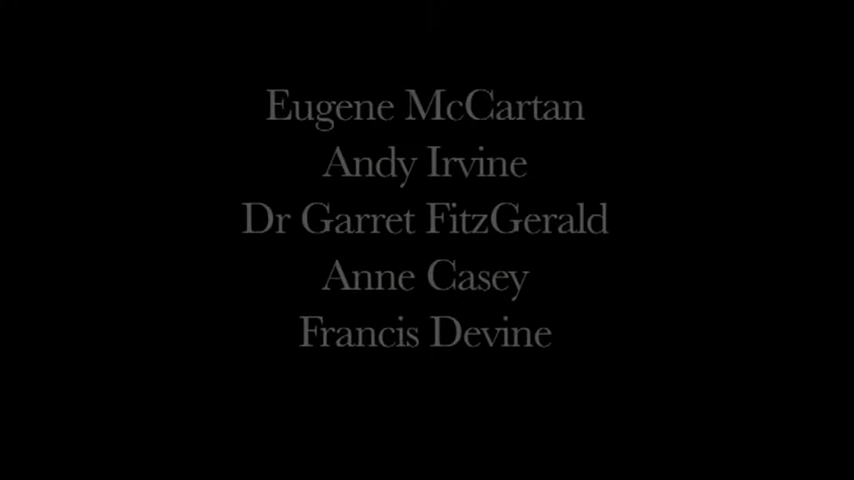 Eugene McCartan
Andy Irvine
Dr Garret FitzGerald
Anne Casey
Francis Devine